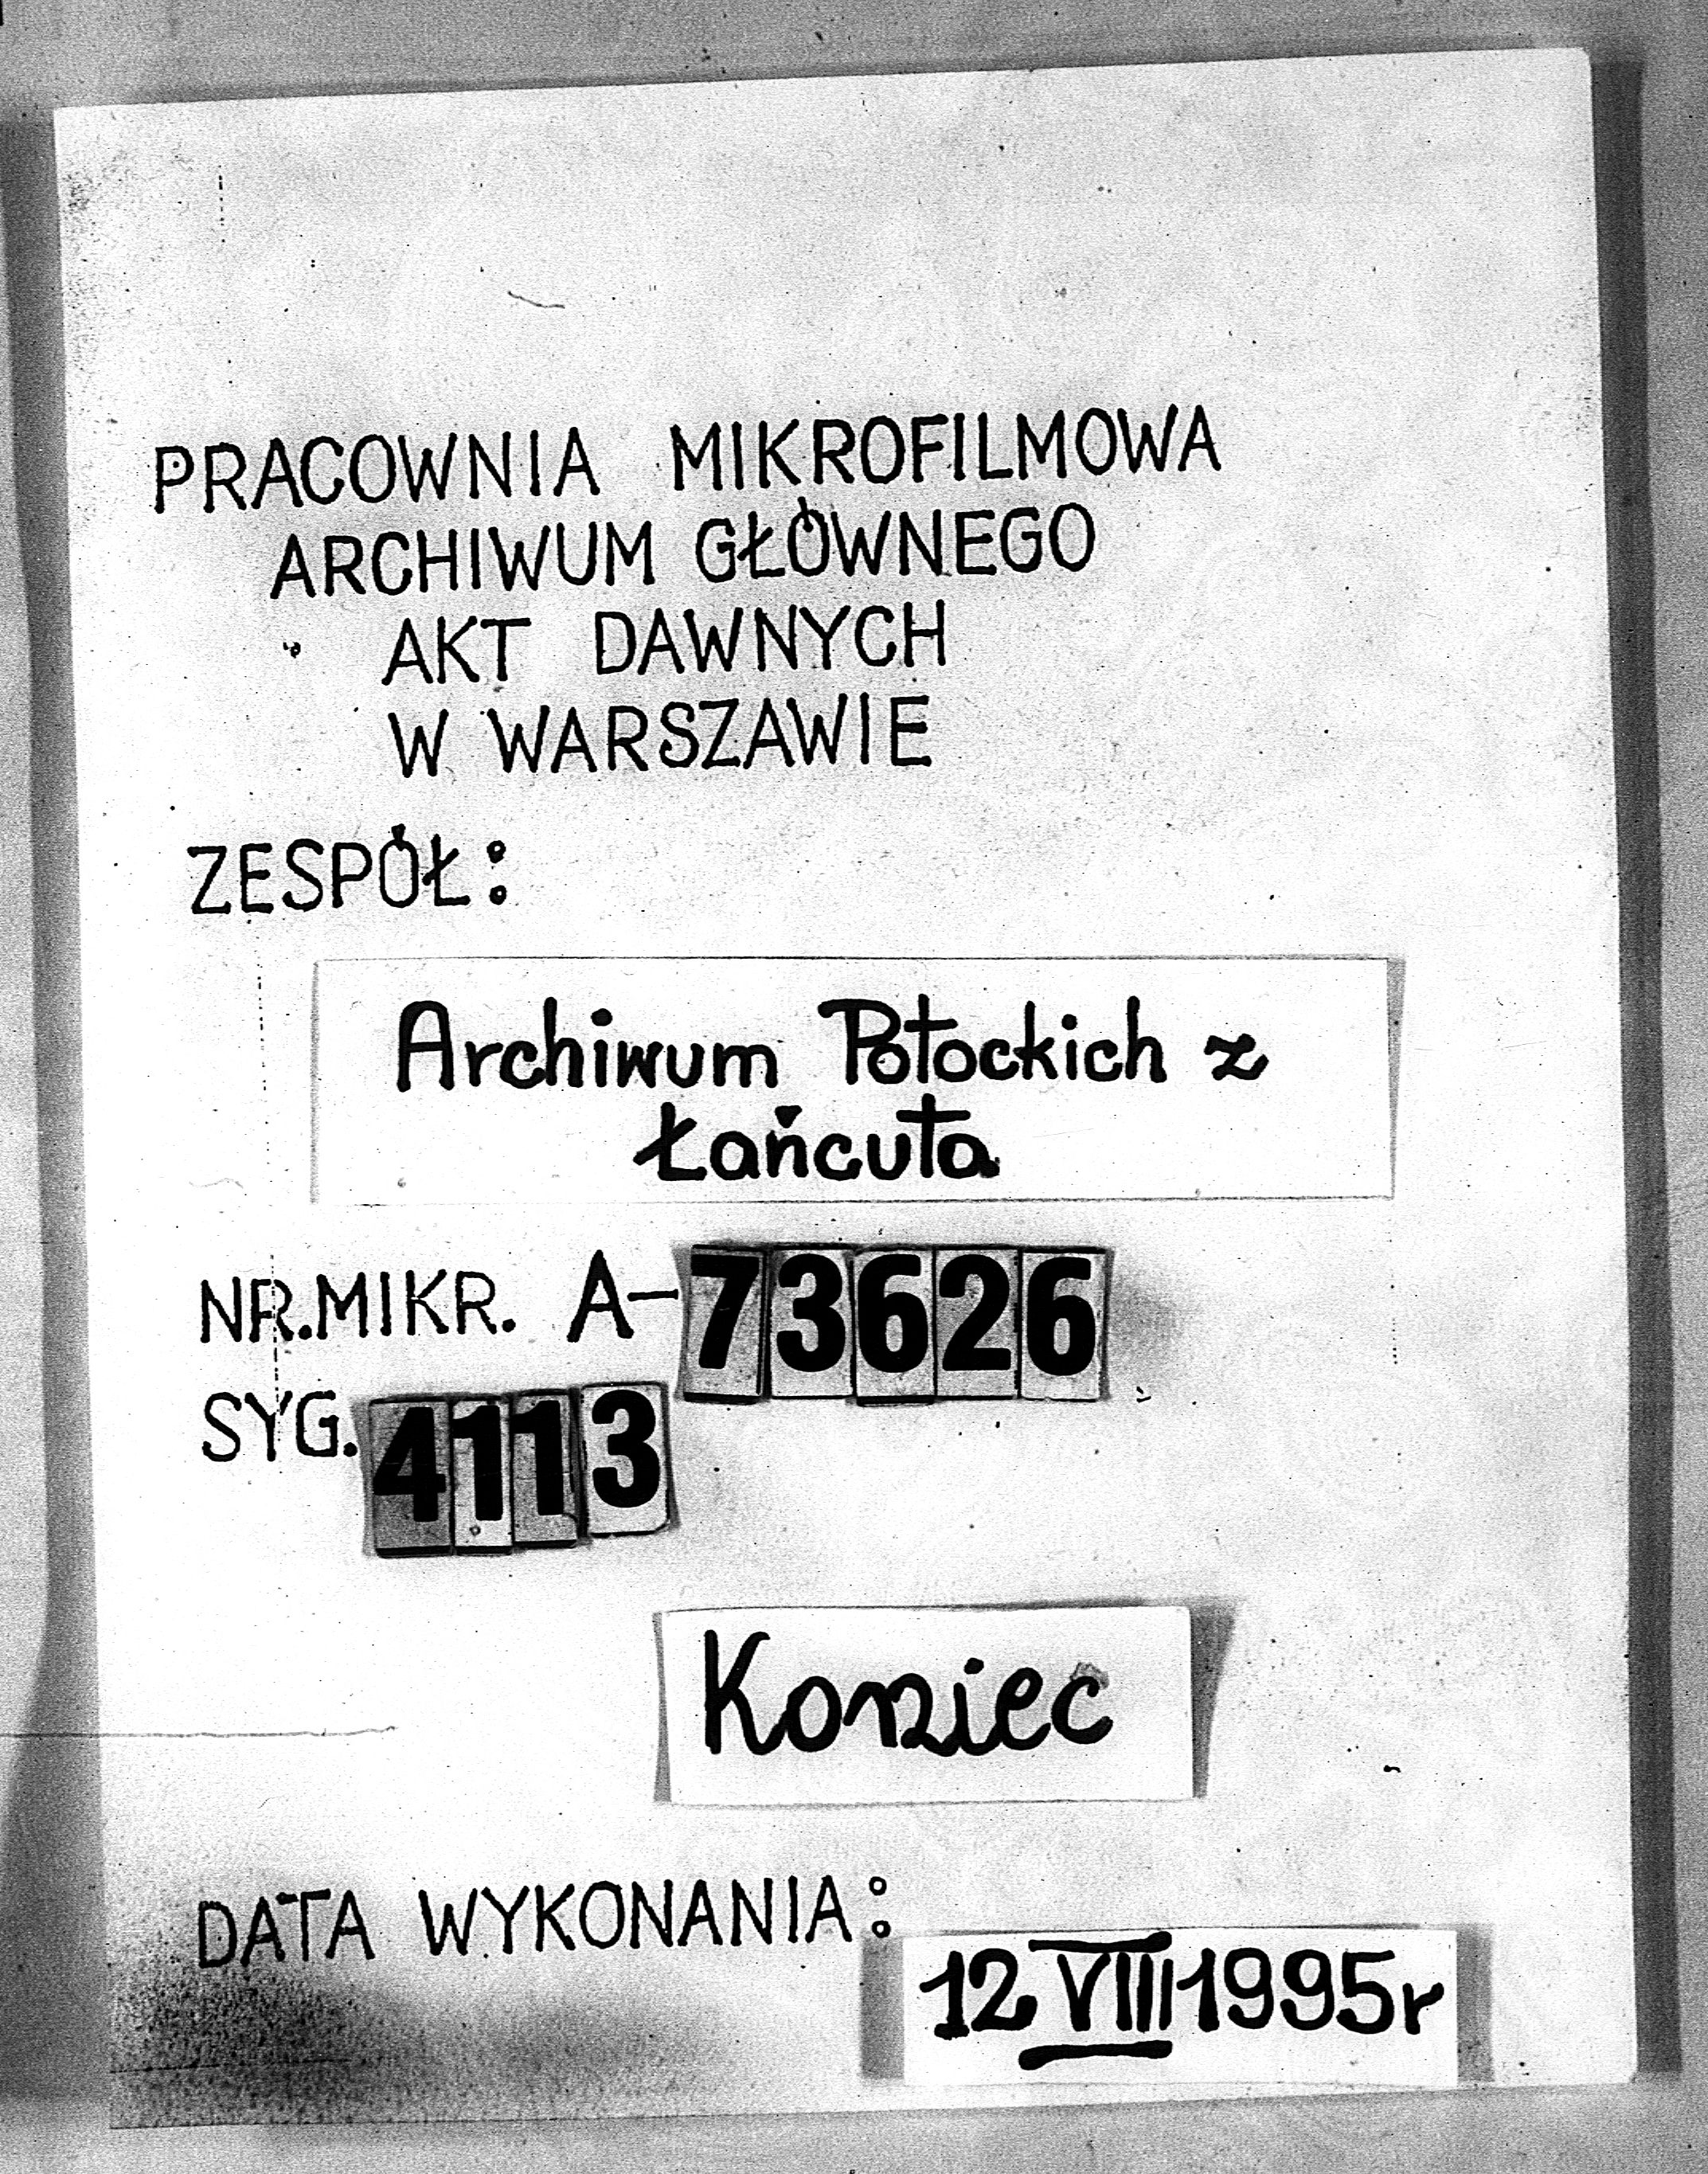 PRACOWNIA MIKROFILMOWA
ARCHIWUM GŁÓWNEGO
AKT DAWNYCH
W WARSZAWIE
ZESPÓŁ:
Archiwum Potockich z
Łańcuta
NR.MIKR. A-73626
SYG. 4113
Koniec
DATA WYKONANIA:
12 VIII 1995r